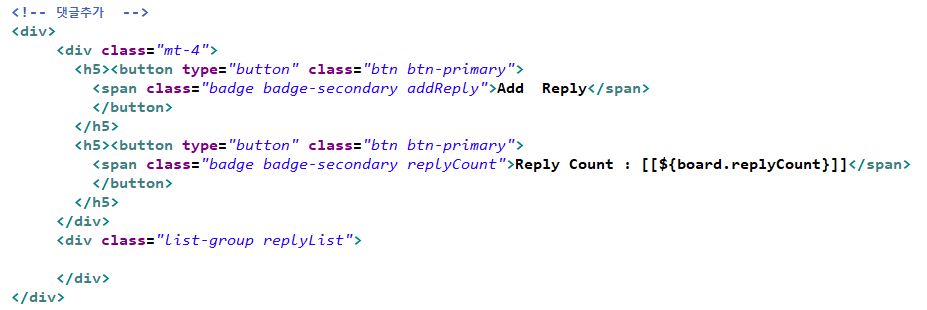 <!-- 댓글추가  -->
<div>
     <div class="mt-4">
       <h5><button type="button" class="btn btn-primary">
         <span class="badge badge-secondary addReply">Add  Reply</span>
         </button>
       </h5>
       <h5><button type="button" class="btn btn-primary">
         <span class="badge badge-secondary replyCount">Reply Count : [[${board.replyCount}]]</span>
         </button>
       </h5>
     </div>
     <div class="list-group replyList">
     </div>
</div>